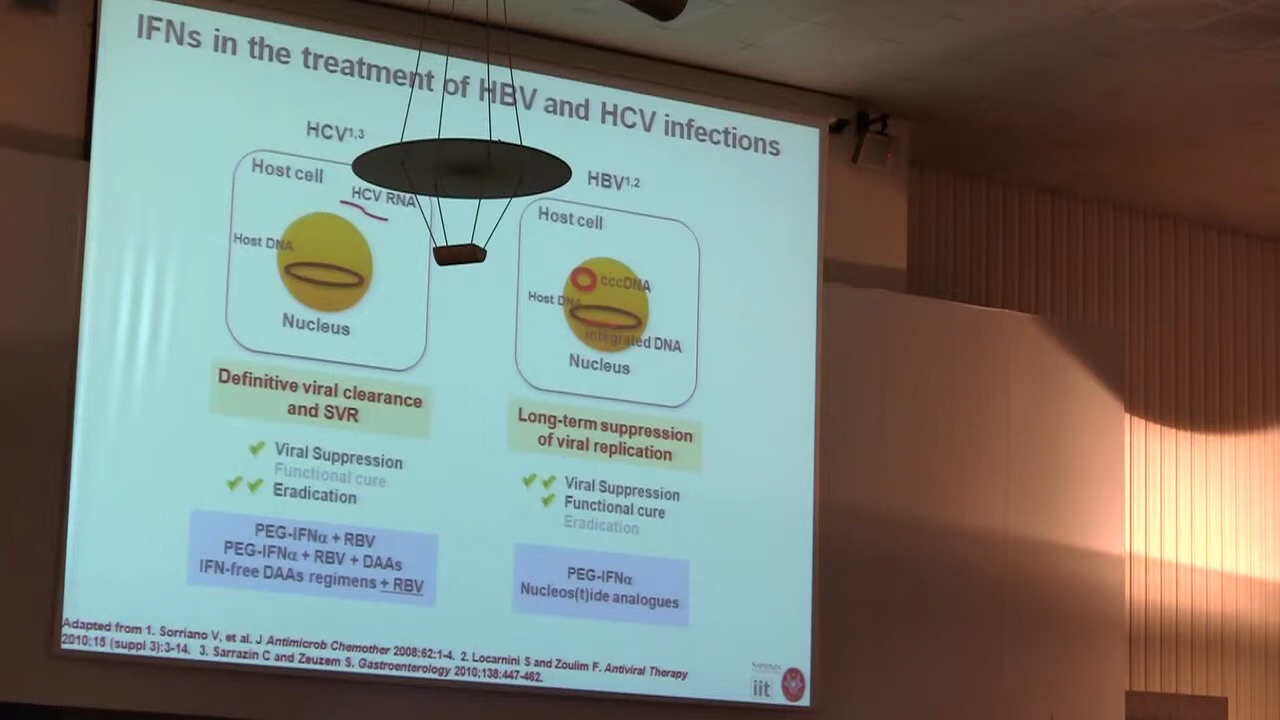 IFNs in the treatment of HBV and HCV infections
HCV1,3
Host cell
HCV RNA
Host DNA
Nucleus
Definitive viral clearance
and SVR
Viral Suppression
Functional cure
Eradication
PEG-IFNα + RBV
PEG-IFNα + RBV + DAAs
IFN-free DAAs regimens + RBV
HBV1,2
Host cell
cccDNA
Host DNA
Integrated DNA
Nucleus
Long-term suppression
of viral replication
Viral Suppression
Functional cure
Eradication
PEG-IFNα
Nucleos(t)ide analogues
Adapted from 1. Sorriano V, et al. J Antimicrob Chemother 2008;62:1-4. 2. Locarnini S and Zoulim F. Antiviral Therapy
2010;15 (suppl 3):3-14. 3. Sarrazin C and Zeuzem S. Gastroenterology 2010;138:447-462.
SAPIENZA
iit